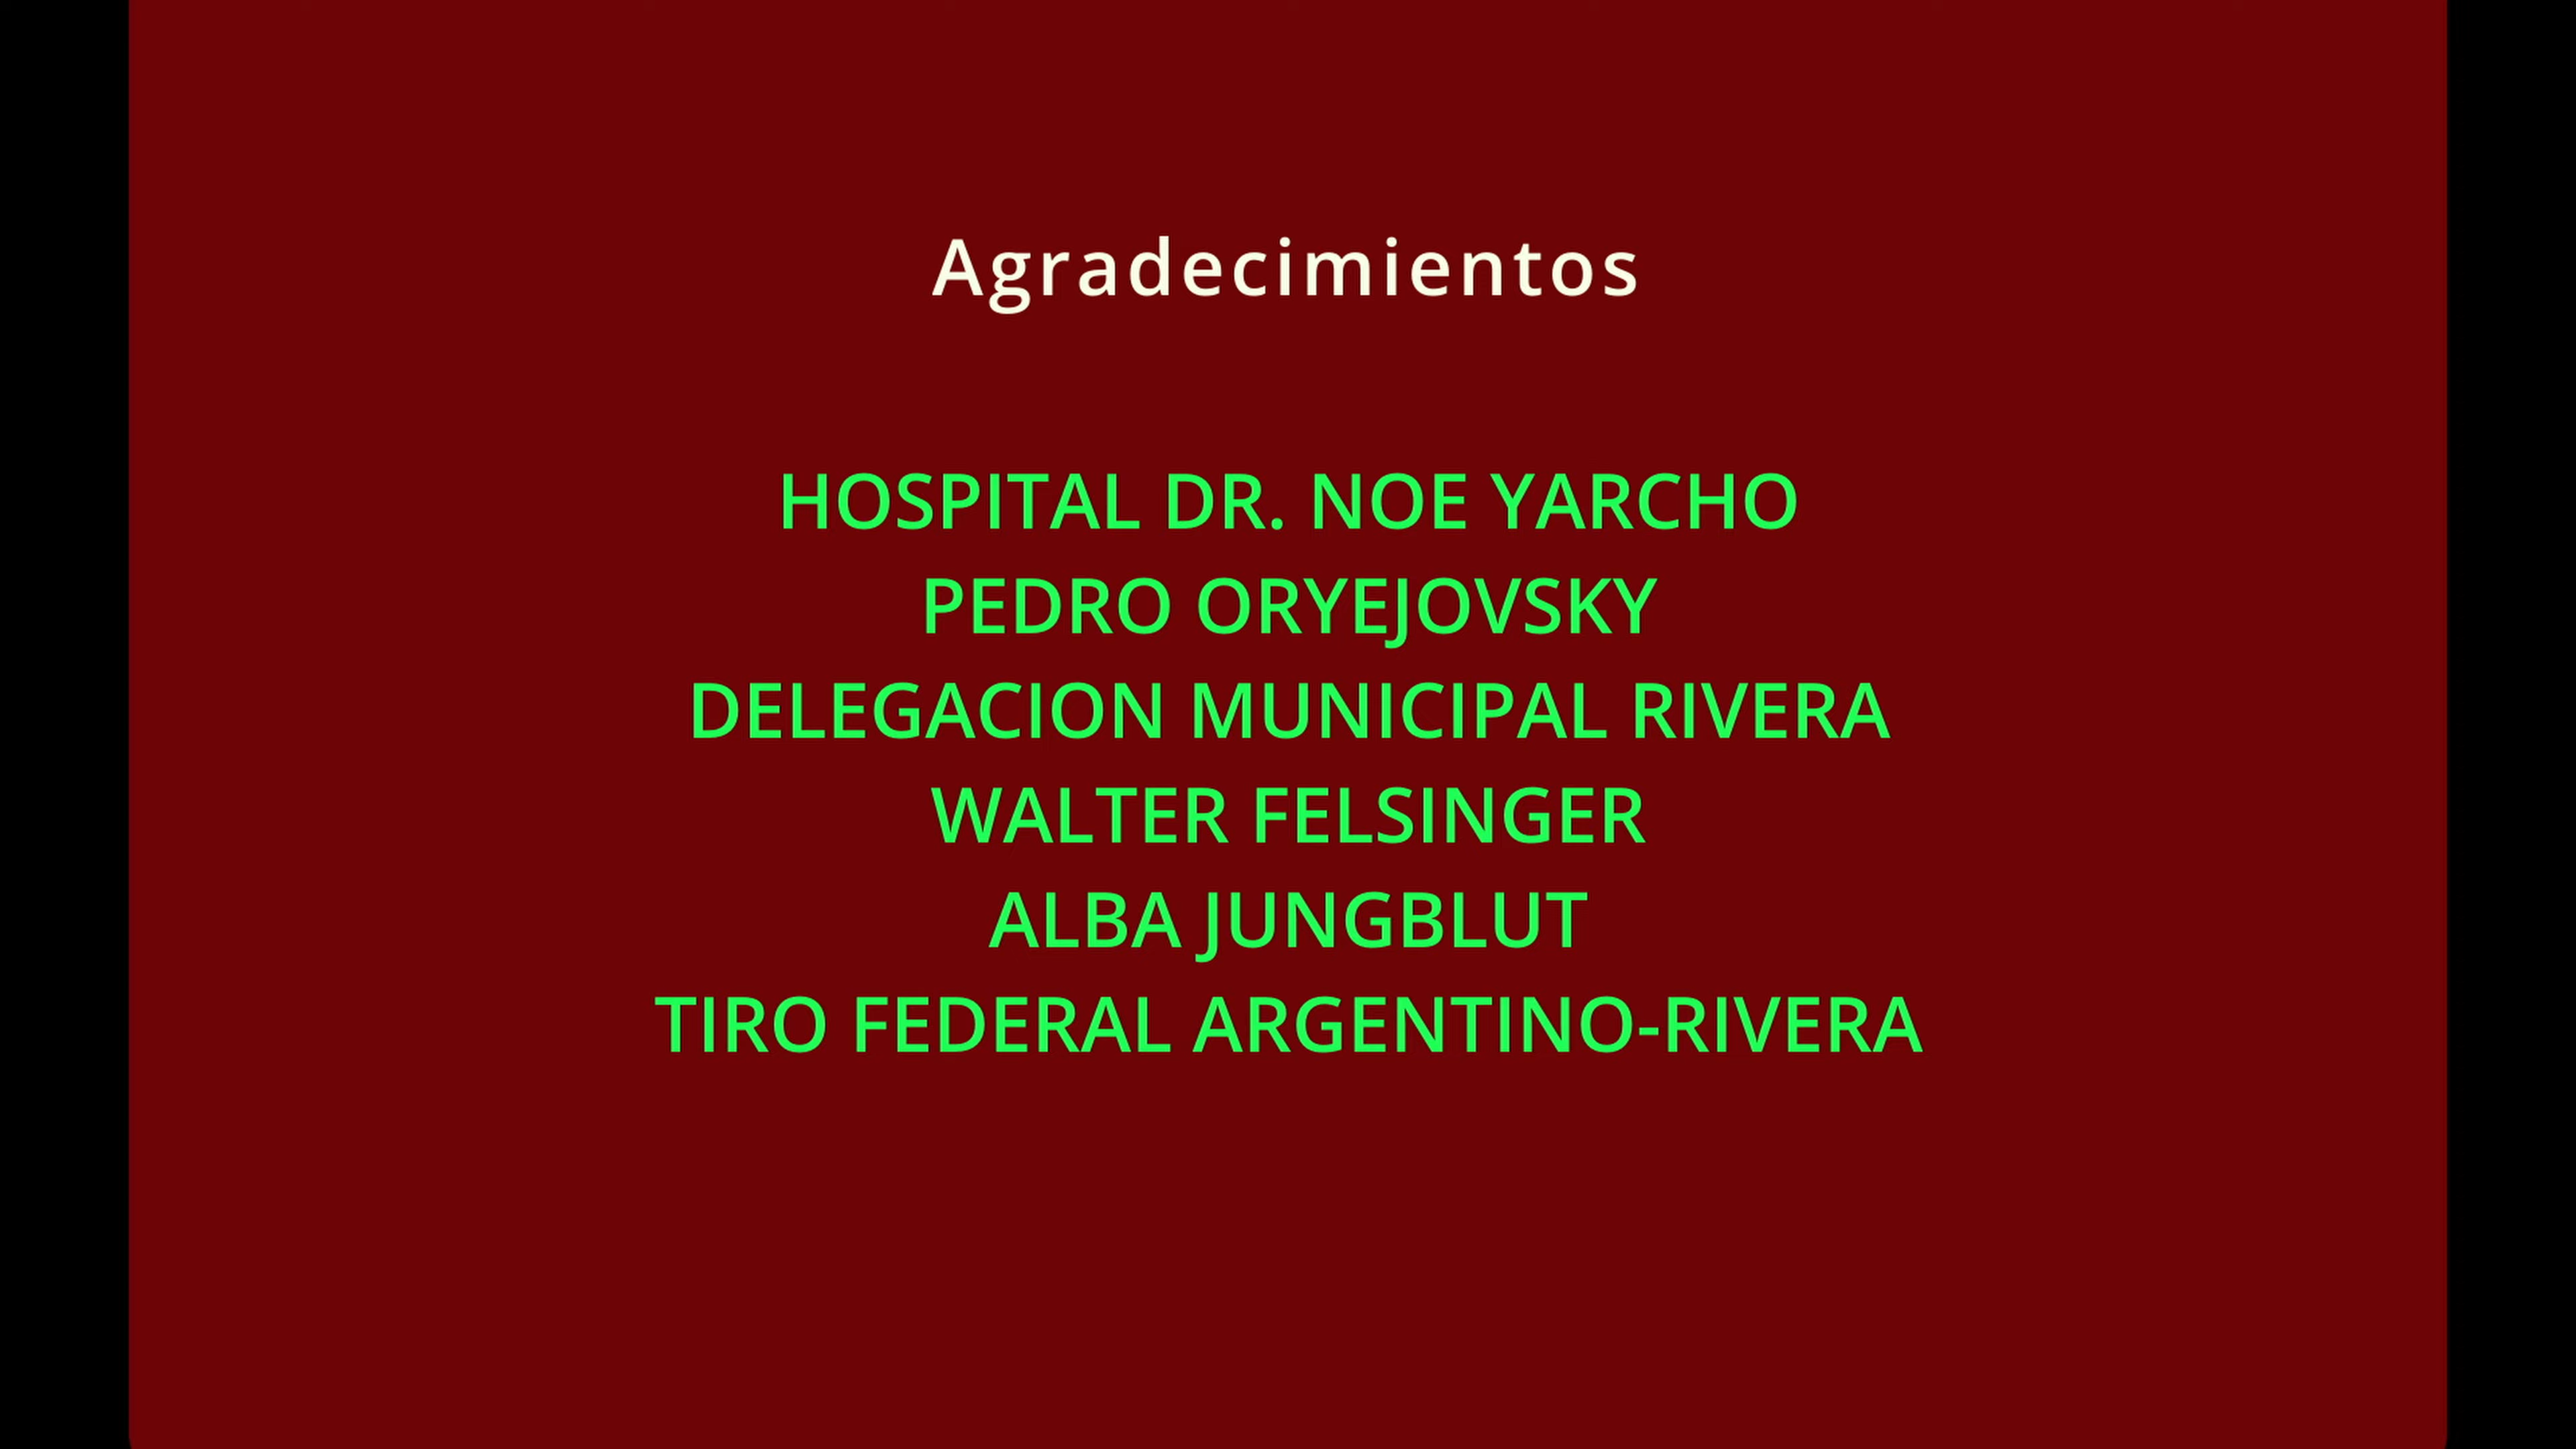 Agradecimientos
HOSPITAL DR. NOE YARCHO
PEDRO ORYEJOVSKY
DELEGACION MUNICIPAL RIVERA
WALTER FELSINGER
ALBA JUNGBLUT
TIRO FEDERAL ARGENTINO-RIVERA